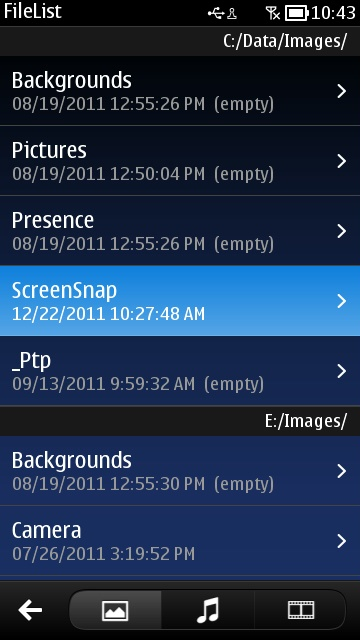 FileList
10:43
C:/Data/Images/
Backgrounds
08/19/2011 12:55:26 PM (empty)
Pictures
08/19/2011 12:50:04 PM (empty)
Presence
08/19/2011 12:55:26 PM (empty)
ScreenSnap
12/22/2011 10:27:48 AM
_Ptp
09/13/2011 9:59:32 AM (empty)
E:/Images/
Backgrounds
08/19/2011 12:55:30 PM (empty)
Camera
07/26/2011 3:19:52 PM